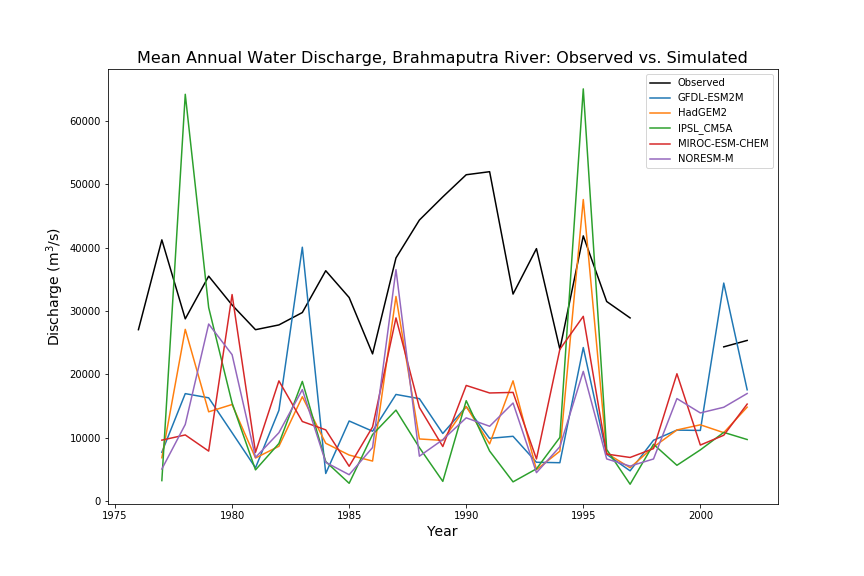 Mean Annual Water Discharge, Brahmaputra River: Observed vs. Simulated
Observed
GFDL-ESM2M
HadGEM2
IPSL_CM5A
MIROC-ESM-CHEM
NORESM-M
60000
50000
40000
30000
20000
10000
0
Discharge (m³/s)
1975
1980
1985
1990
1995
2000
Year